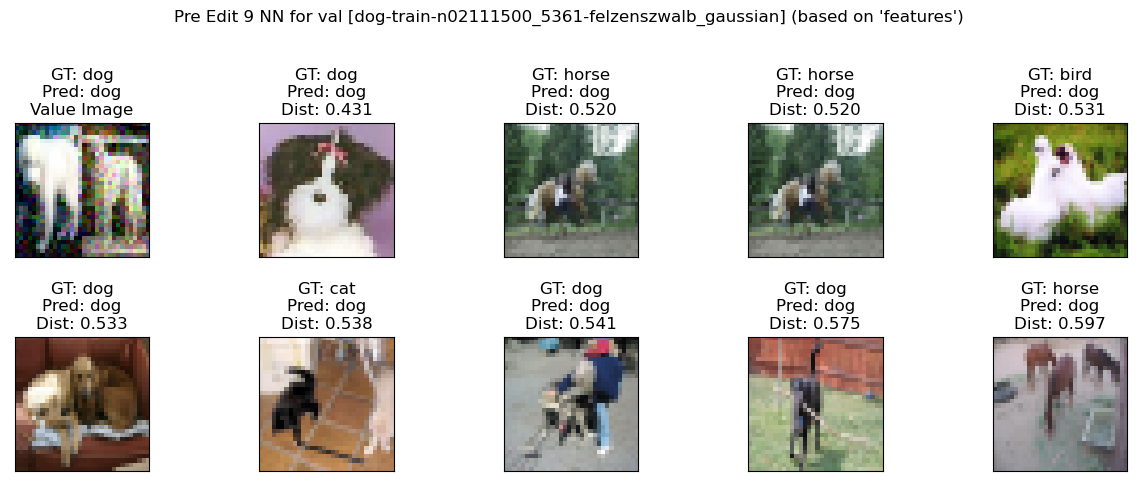 Pre Edit 9 NN for val [dog-train-n02111500_5361-felzenszwalb_gaussian] (based on 'features')
GT: dog
Pred: dog
Value Image
GT: dog
Pred: dog
Dist: 0.431
GT: horse
Pred: dog
Dist: 0.520
GT: horse
Pred: dog
Dist: 0.520
GT: bird
Pred: dog
Dist: 0.531
GT: dog
Pred: dog
Dist: 0.533
GT: cat
Pred: dog
Dist: 0.538
GT: dog
Pred: dog
Dist: 0.541
GT: dog
Pred: dog
Dist: 0.575
GT: horse
Pred: dog
Dist: 0.597